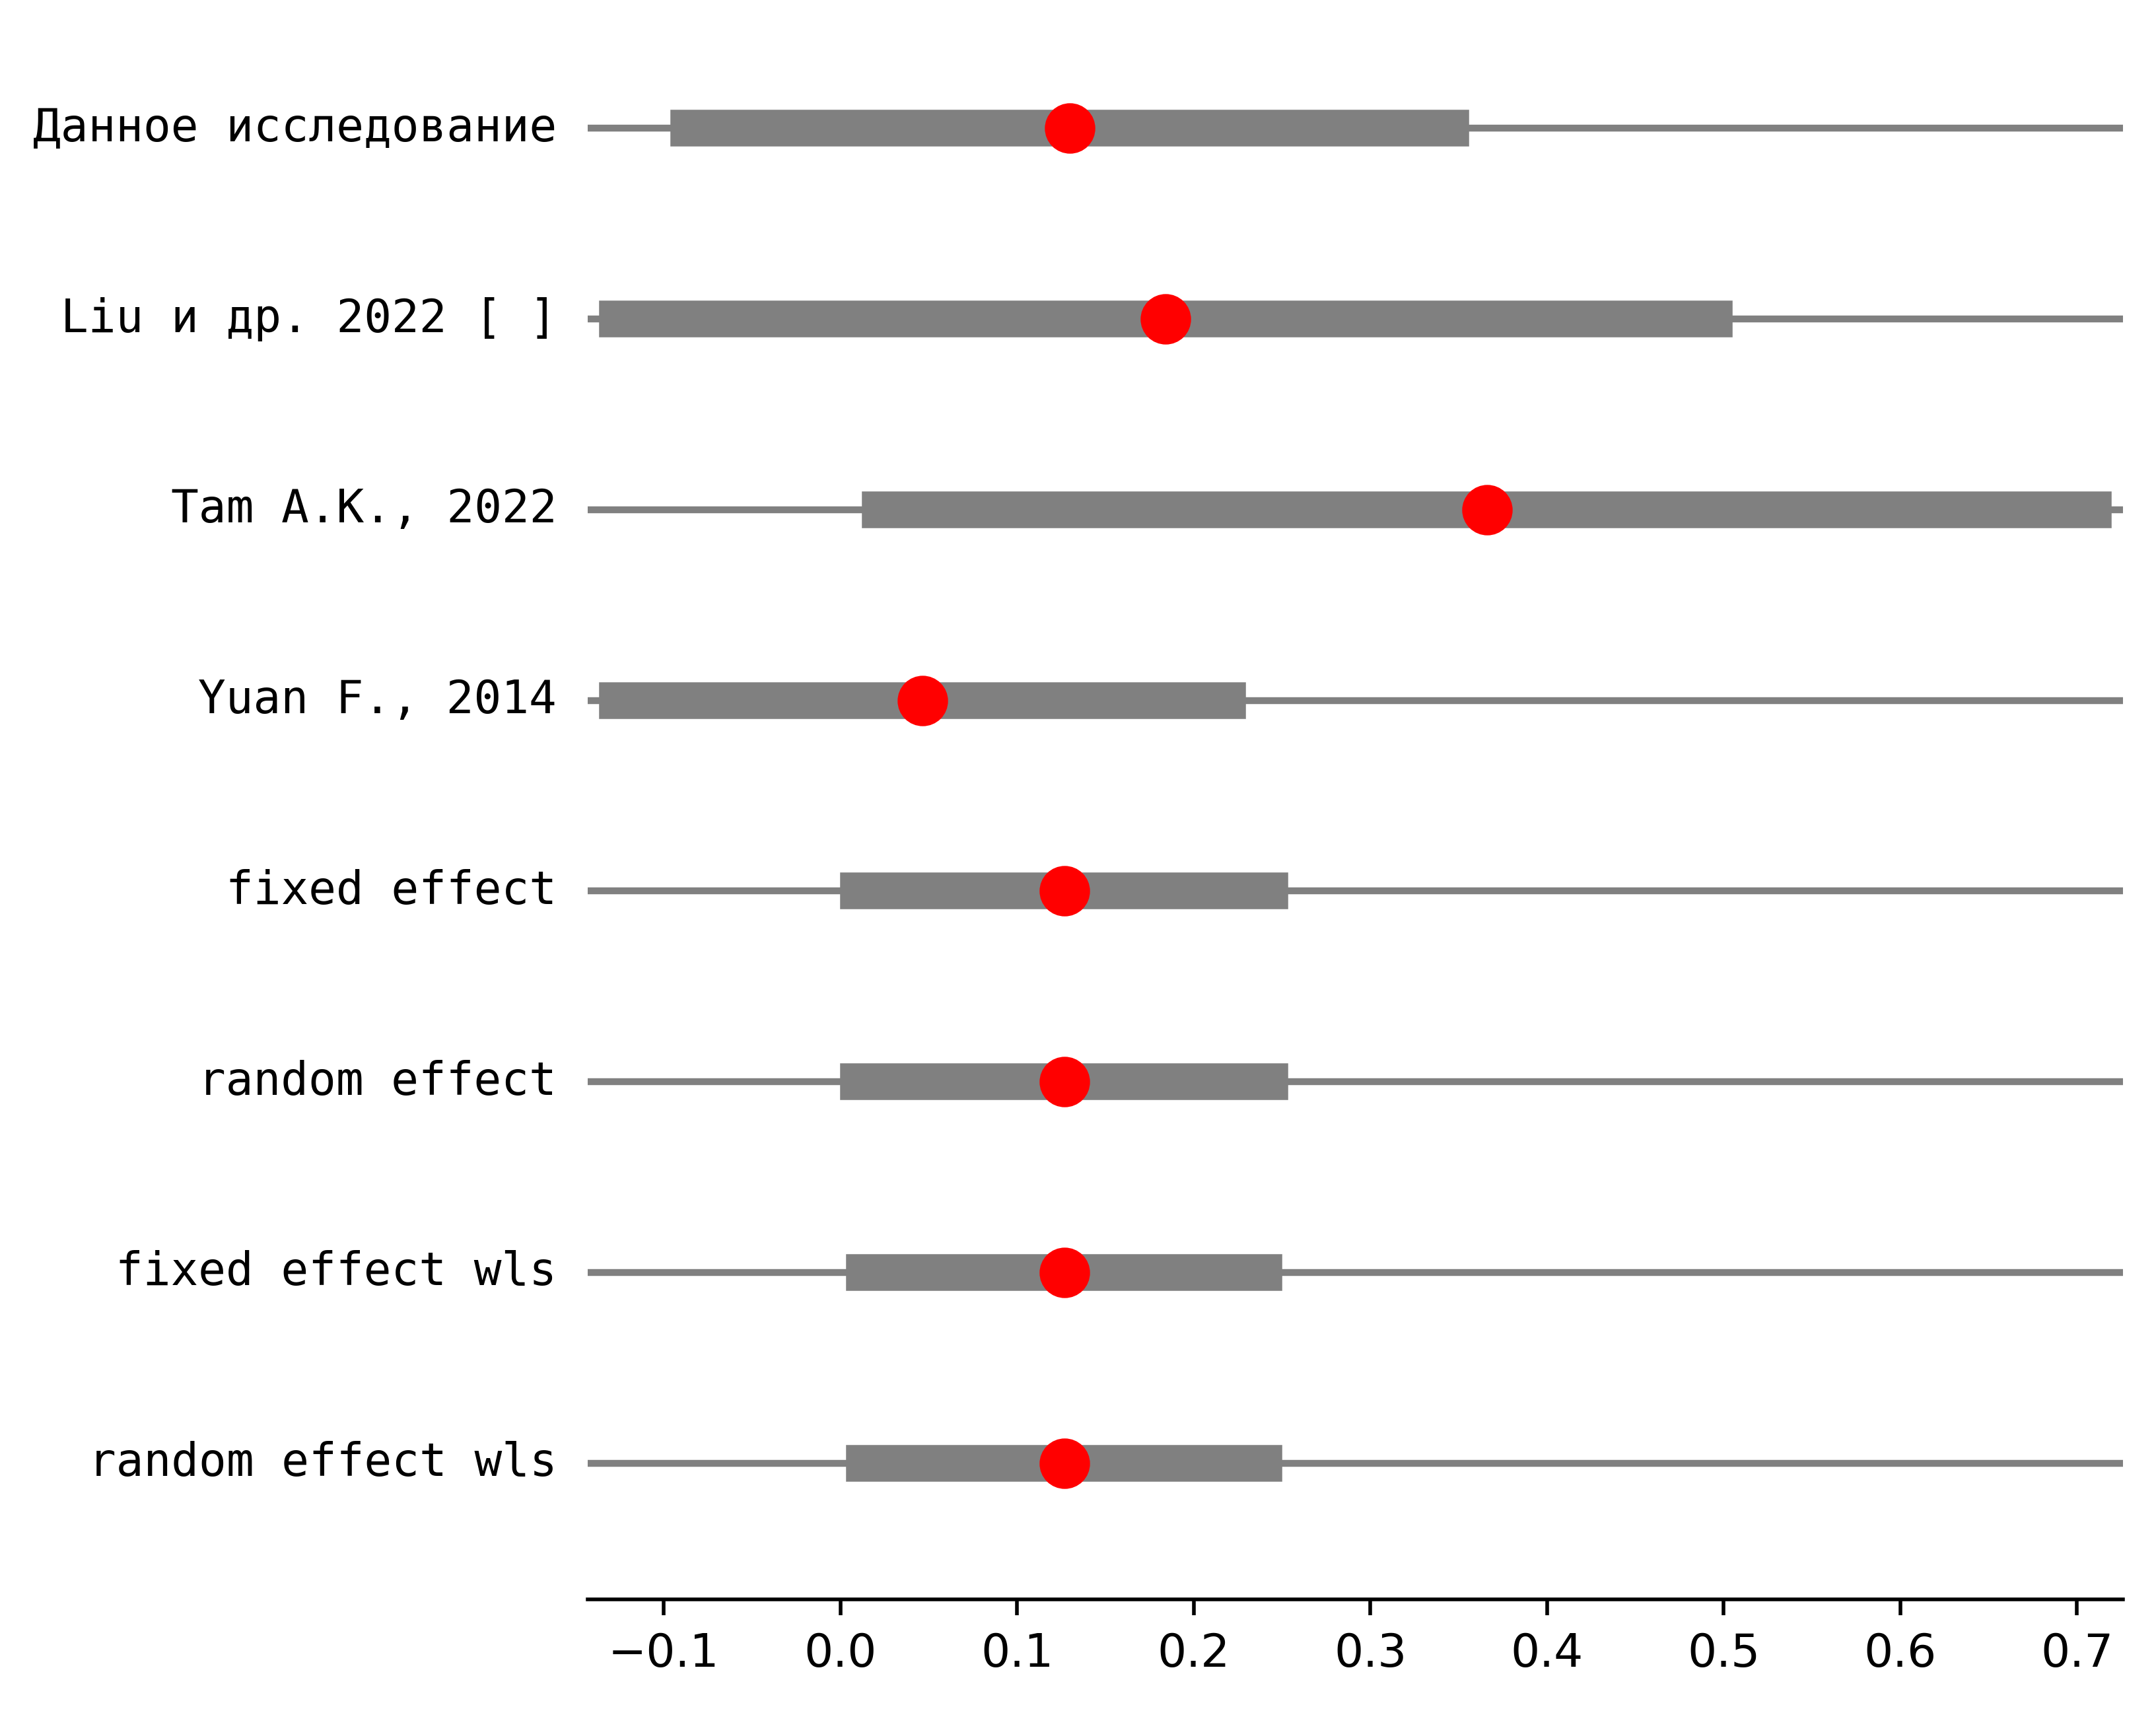 Данное исследование
Liu и др. 2022 [ ]
Tam A.K., 2022
Yuan F., 2014
fixed effect
random effect
fixed effect wls
random effect wls
−0.1 0.0 0.1 0.2 0.3 0.4 0.5 0.6 0.7